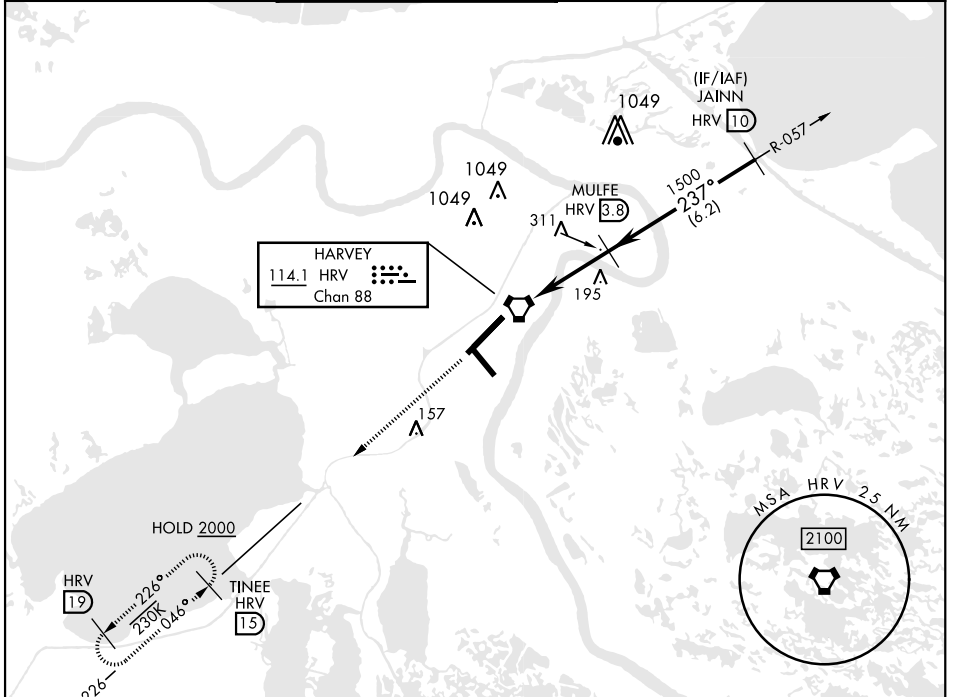 (IF/IAF)
JAINN
HRV 10
R-057
1049
1500
237°
(6.2)
1049
1049
MULFE
HRV 3.8
311
195
HARVEY
114.1 HRV
Chan 88
157
HOLD 2000
HRV
19
226°
230K
046°
TINEE
HRV
15
226
MSA HRV 25 NM
2100